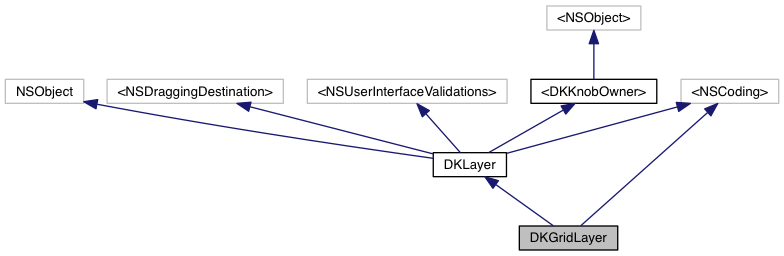 <NSObject>
NSObject
<NSDraggingDestination>
<NSUserInterfaceValidations>
<DKKnobOwner>
<NSCoding>
DKLayer
DKGridLayer